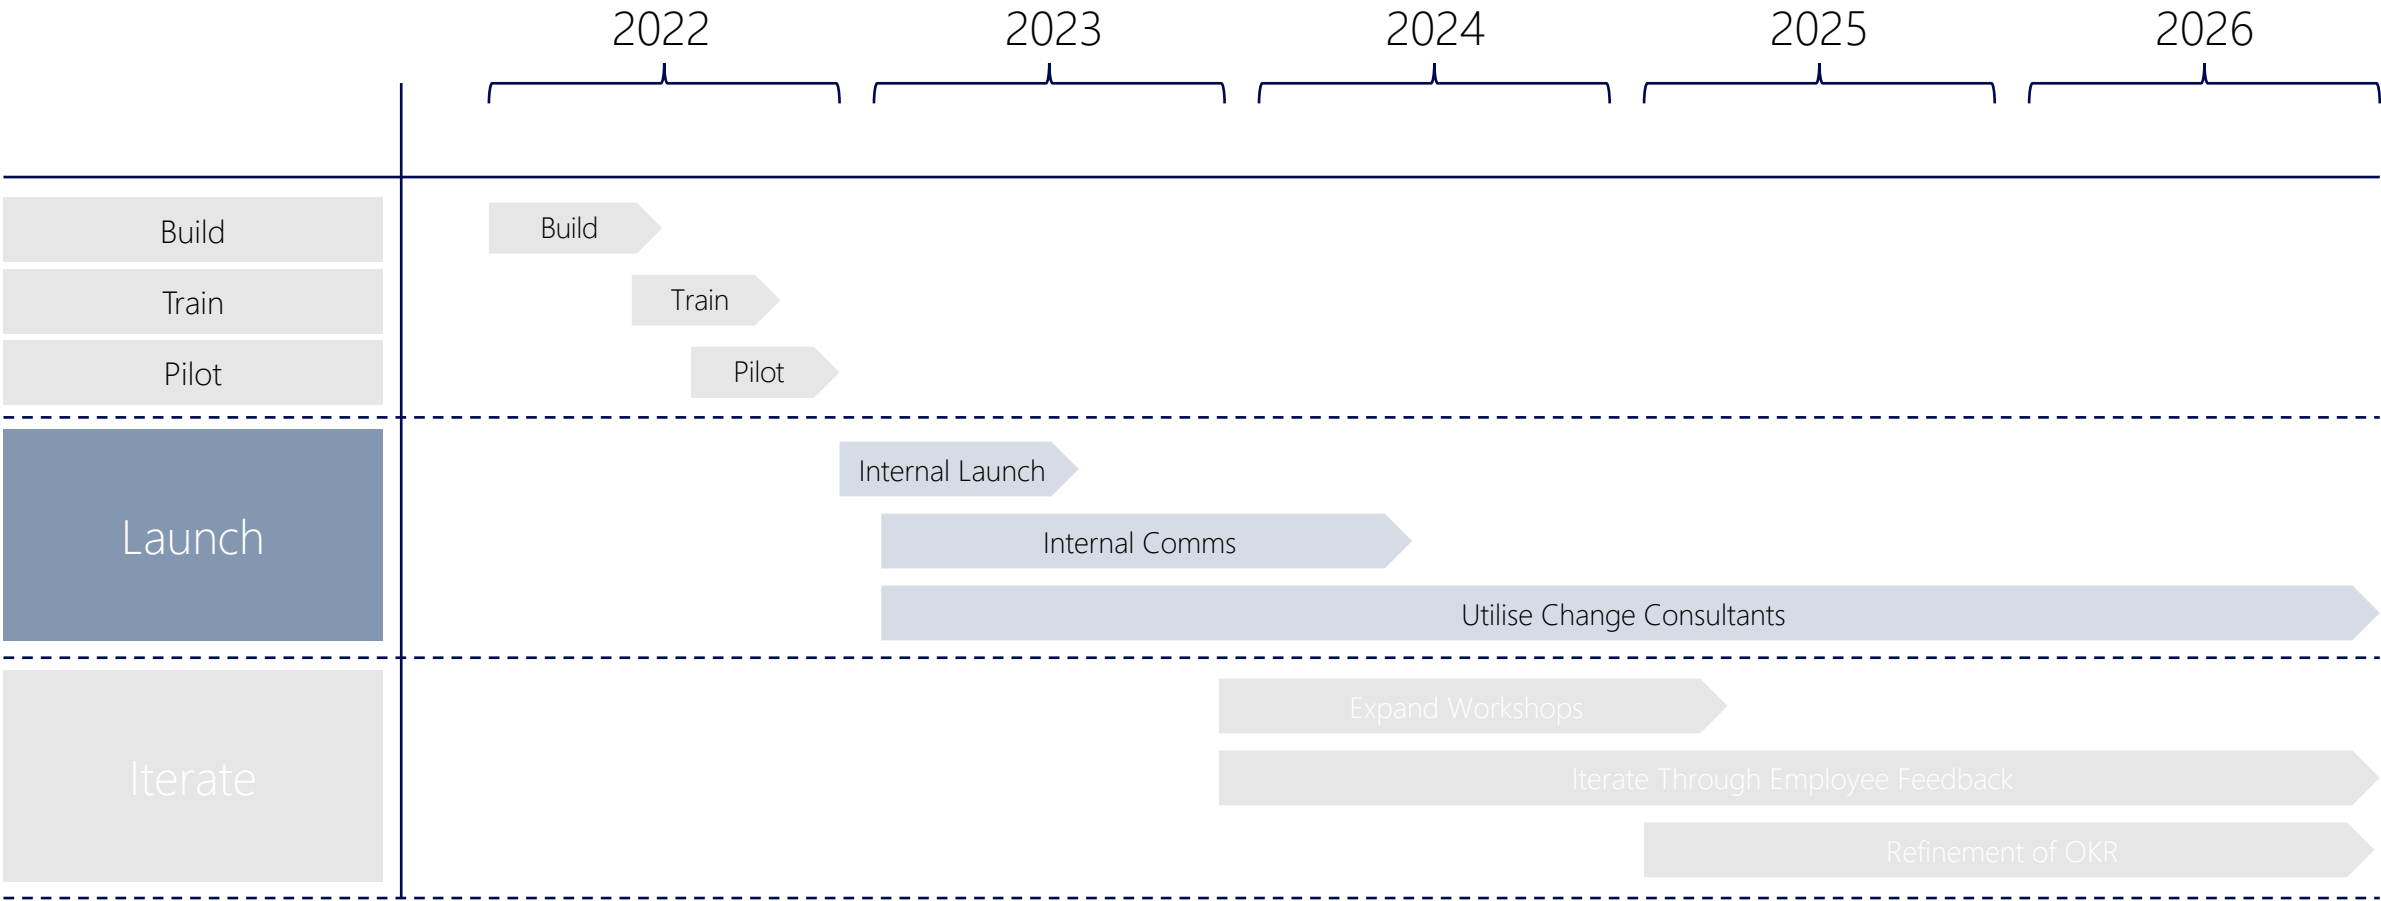 2022
2023
2024
2025
2026
Build
Build
Train
Train
Pilot
Pilot
Launch
Internal Launch
Internal Comms
Utilise Change Consultants
Iterate
Expand Workshops
Iterate Through Employee Feedback
Refinement of OKR